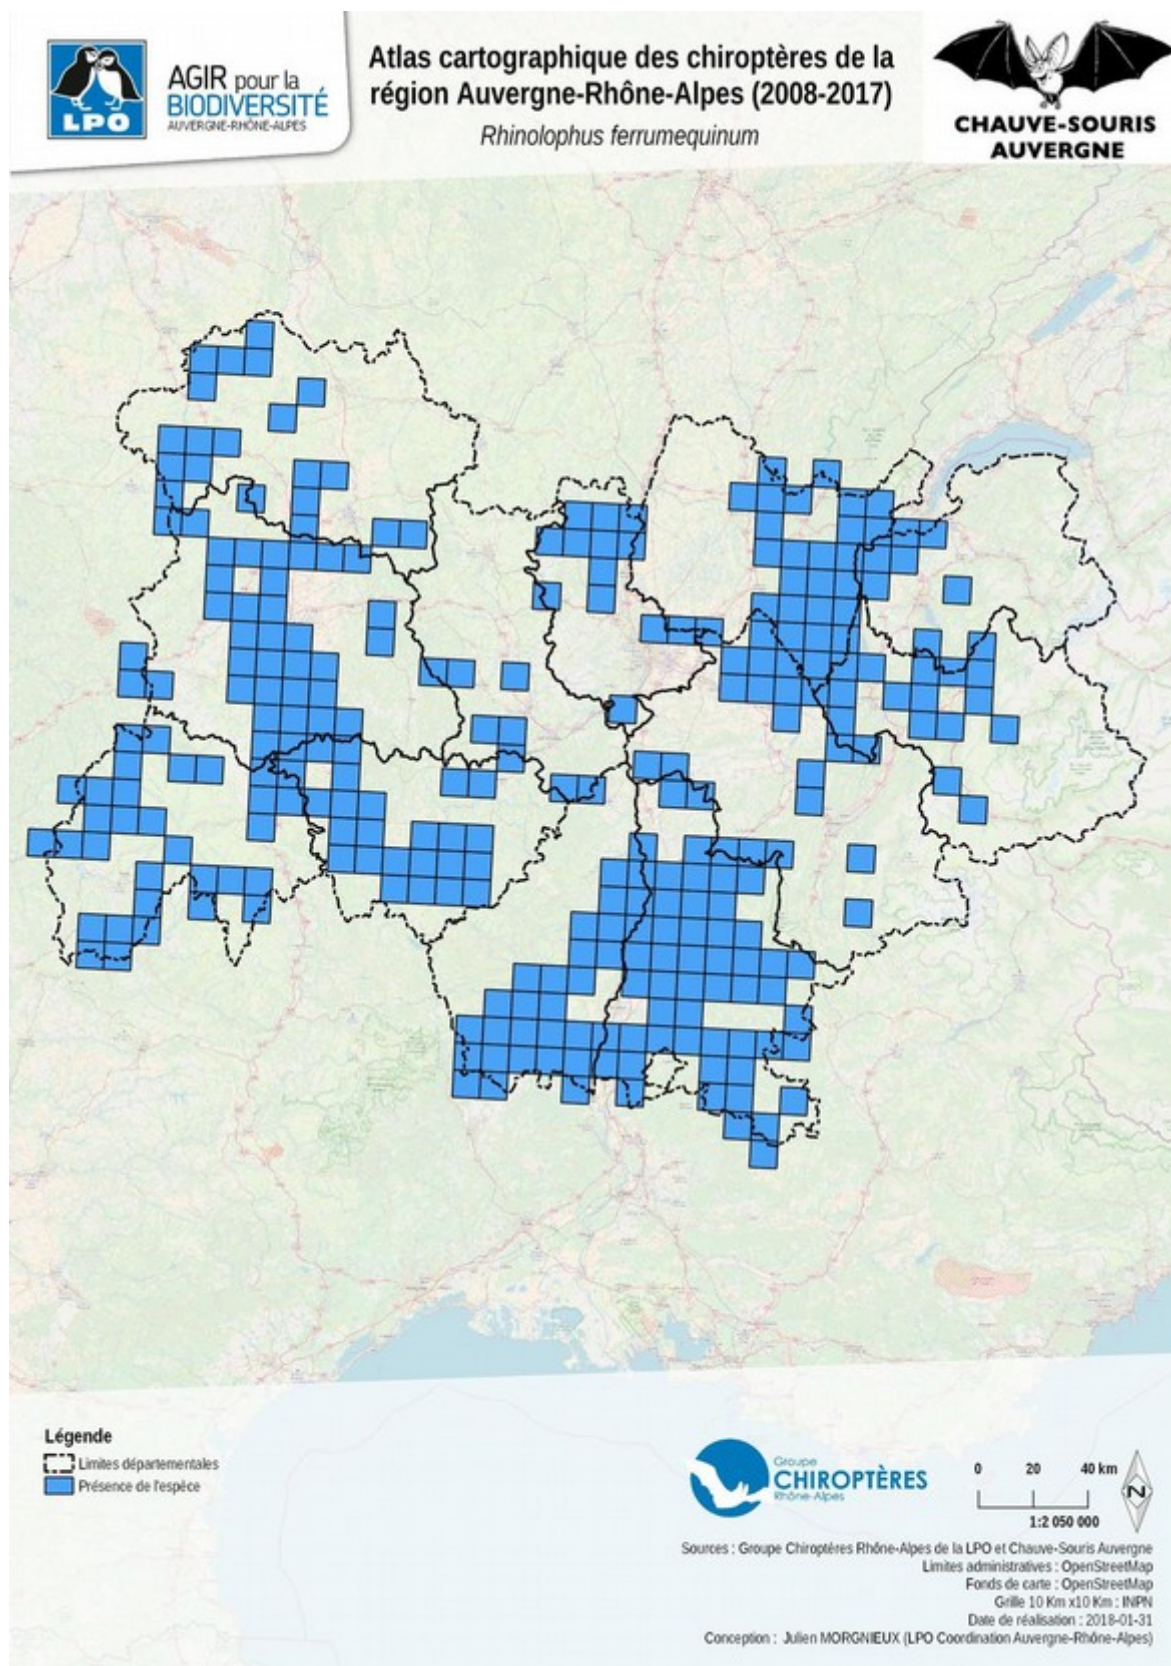 LPO
AGIR pour la
BIODIVERSITÉ
AUVERGNE-RHÔNE-ALPES
Atlas cartographique des chiroptères de la
région Auvergne-Rhône-Alpes (2008-2017)
Rhinolophus ferrumequinum
CHAUVE-SOURIS
AUVERGNE
Légende
Limites départementales
Présence de l'espèce
Groupe
CHIROPTÈRES
Rhône-Alpes
0 20 40 km
1:2 050 000
N
Sources : Groupe Chiroptères Rhône-Alpes de la LPO et Chauve-Souris Auvergne
Limites administratives : OpenStreetMap
Fonds de carte : OpenStreetMap
Grille 10 Km x10 Km : INPN
Date de réalisation : 2018-01-31
Conception : Julien MORGNIEUX (LPO Coordination Auvergne-Rhône-Alpes)